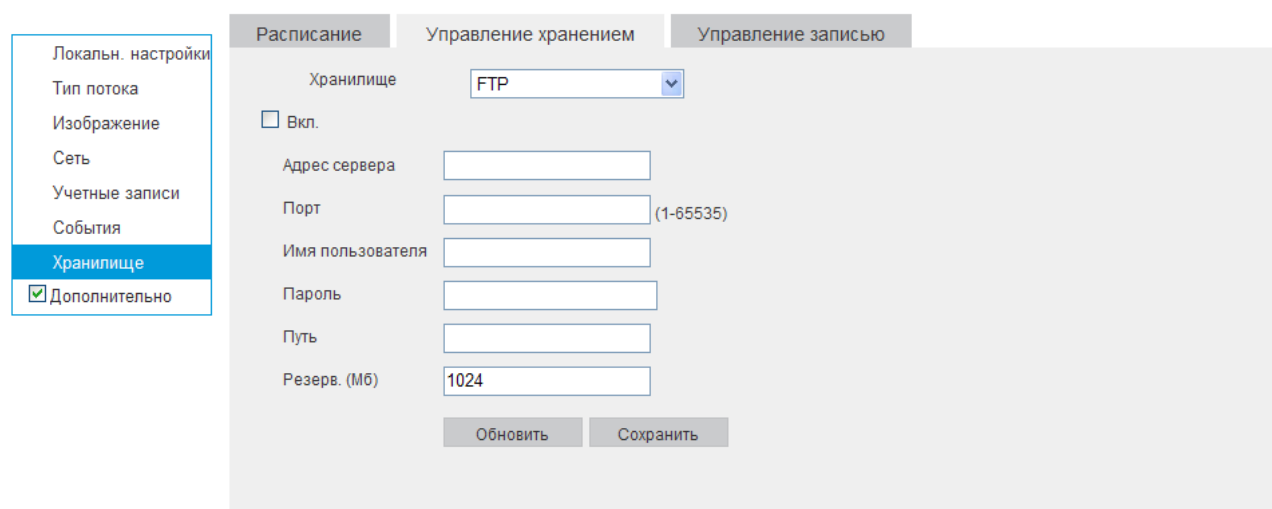 Локальн. настройки
Тип потока
Изображение
Сеть
Учетные записи
События
Хранилище
Дополнительно
Расписание
Управление хранением
Управление записью
Хранилище
FTP
Вкл.
Адрес сервера
Порт
(1-65535)
Имя пользователя
Пароль
Путь
Резерв. (Мб)
1024
Обновить
Сохранить